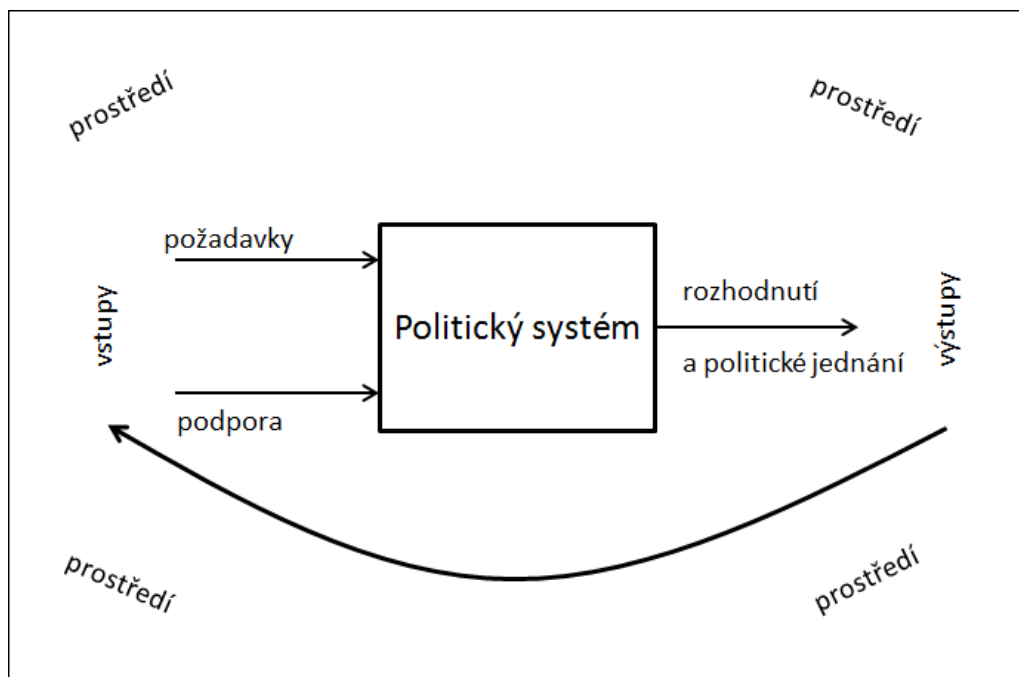 prostředí
prostředí
vstupy
požadavky
podpora
Politický systém
rozhodnutí
a politické jednání
výstupy
prostředí
prostředí